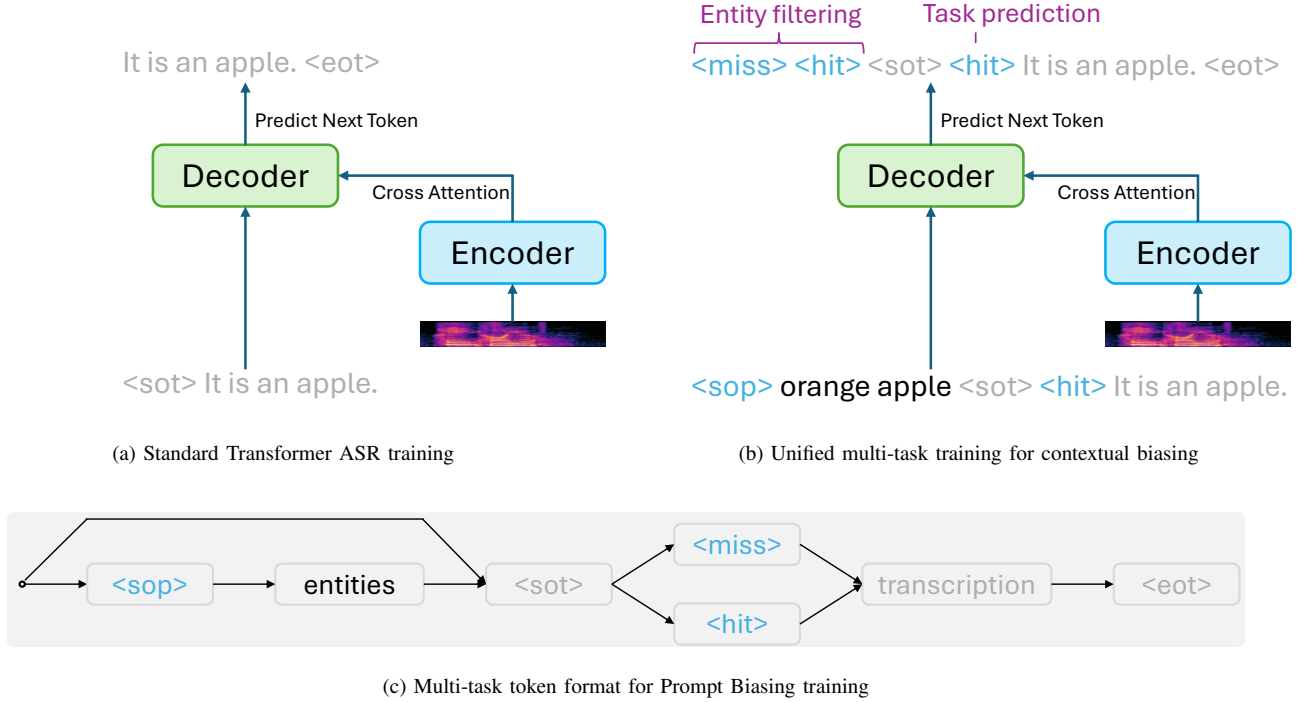 Entity filtering Task prediction
It is an apple. <eot>
<miss> <hit> <sot> <hit> It is an apple. <eot>
Predict Next Token
Predict Next Token
Decoder
Decoder
Cross Attention
Cross Attention
Encoder
Encoder
<sot> It is an apple.
<sop> orange apple <sot> <hit> It is an apple.
(a) Standard Transformer ASR training
(b) Unified multi-task training for contextual biasing
<miss>
<sop>
entities
<sot>
transcription
<eot>
<hit>
(c) Multi-task token format for Prompt Biasing training